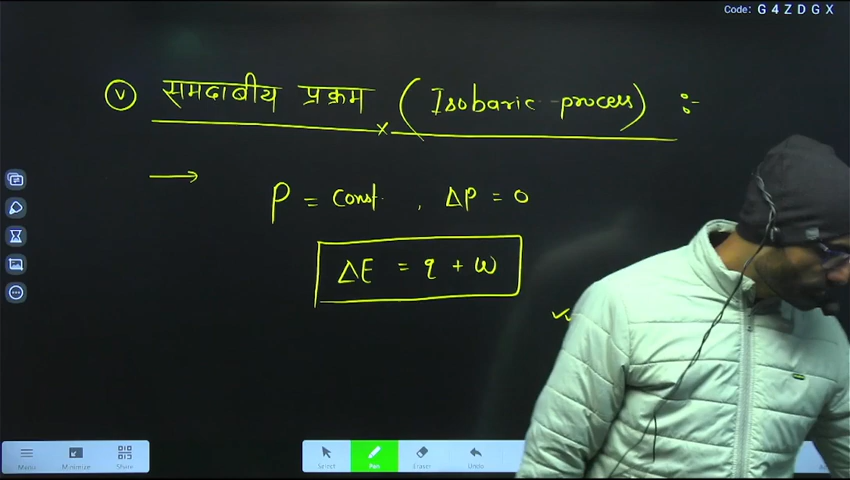 Code: G 4 Z D G X
(v) समदाबीय प्रक्रम (Isobaric process) :-
→ P = Const. , ΔP = 0
ΔE = q + w
Menu Minimize Share Select Pen Eraser Undo